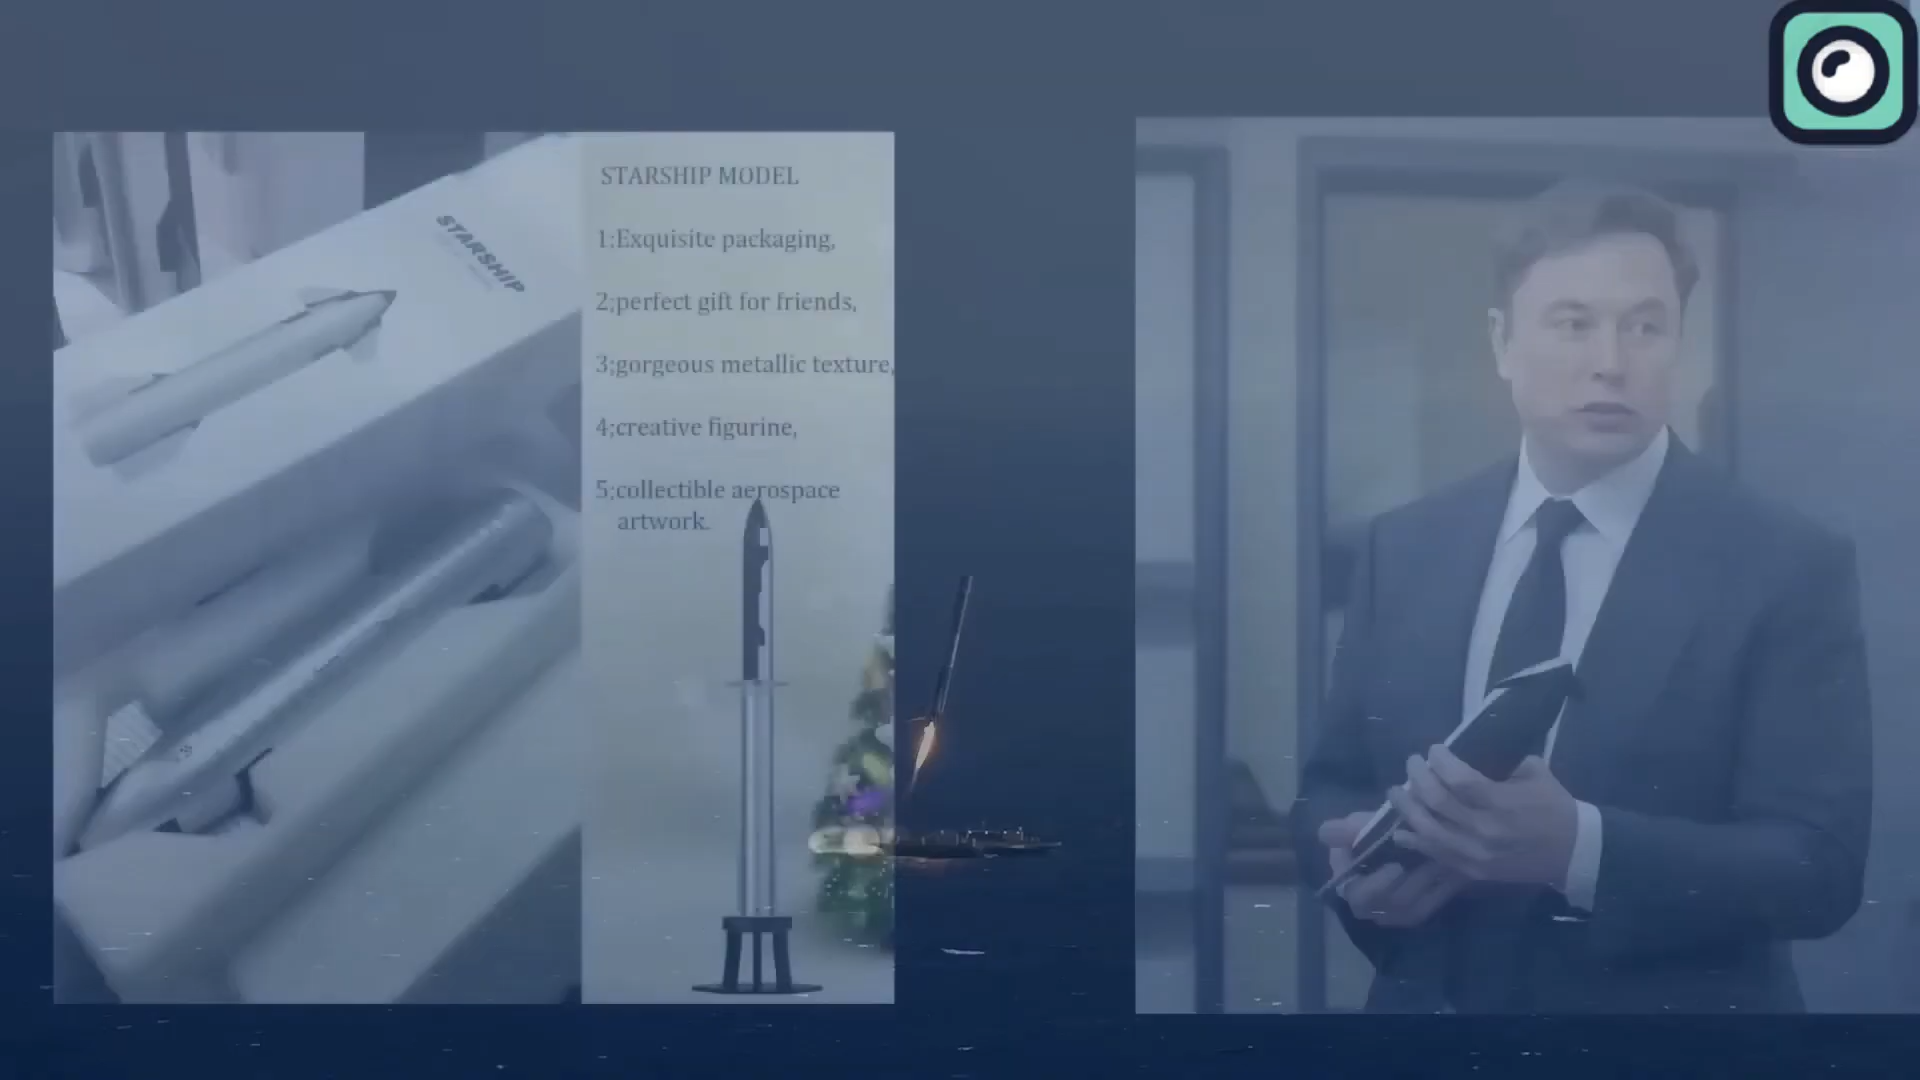 STARSHIP
STARSHIP MODEL
1;Exquisite packaging,
2;perfect gift for friends,
3;gorgeous metallic texture,
4;creative figurine,
5;collectible aerospace
artwork.